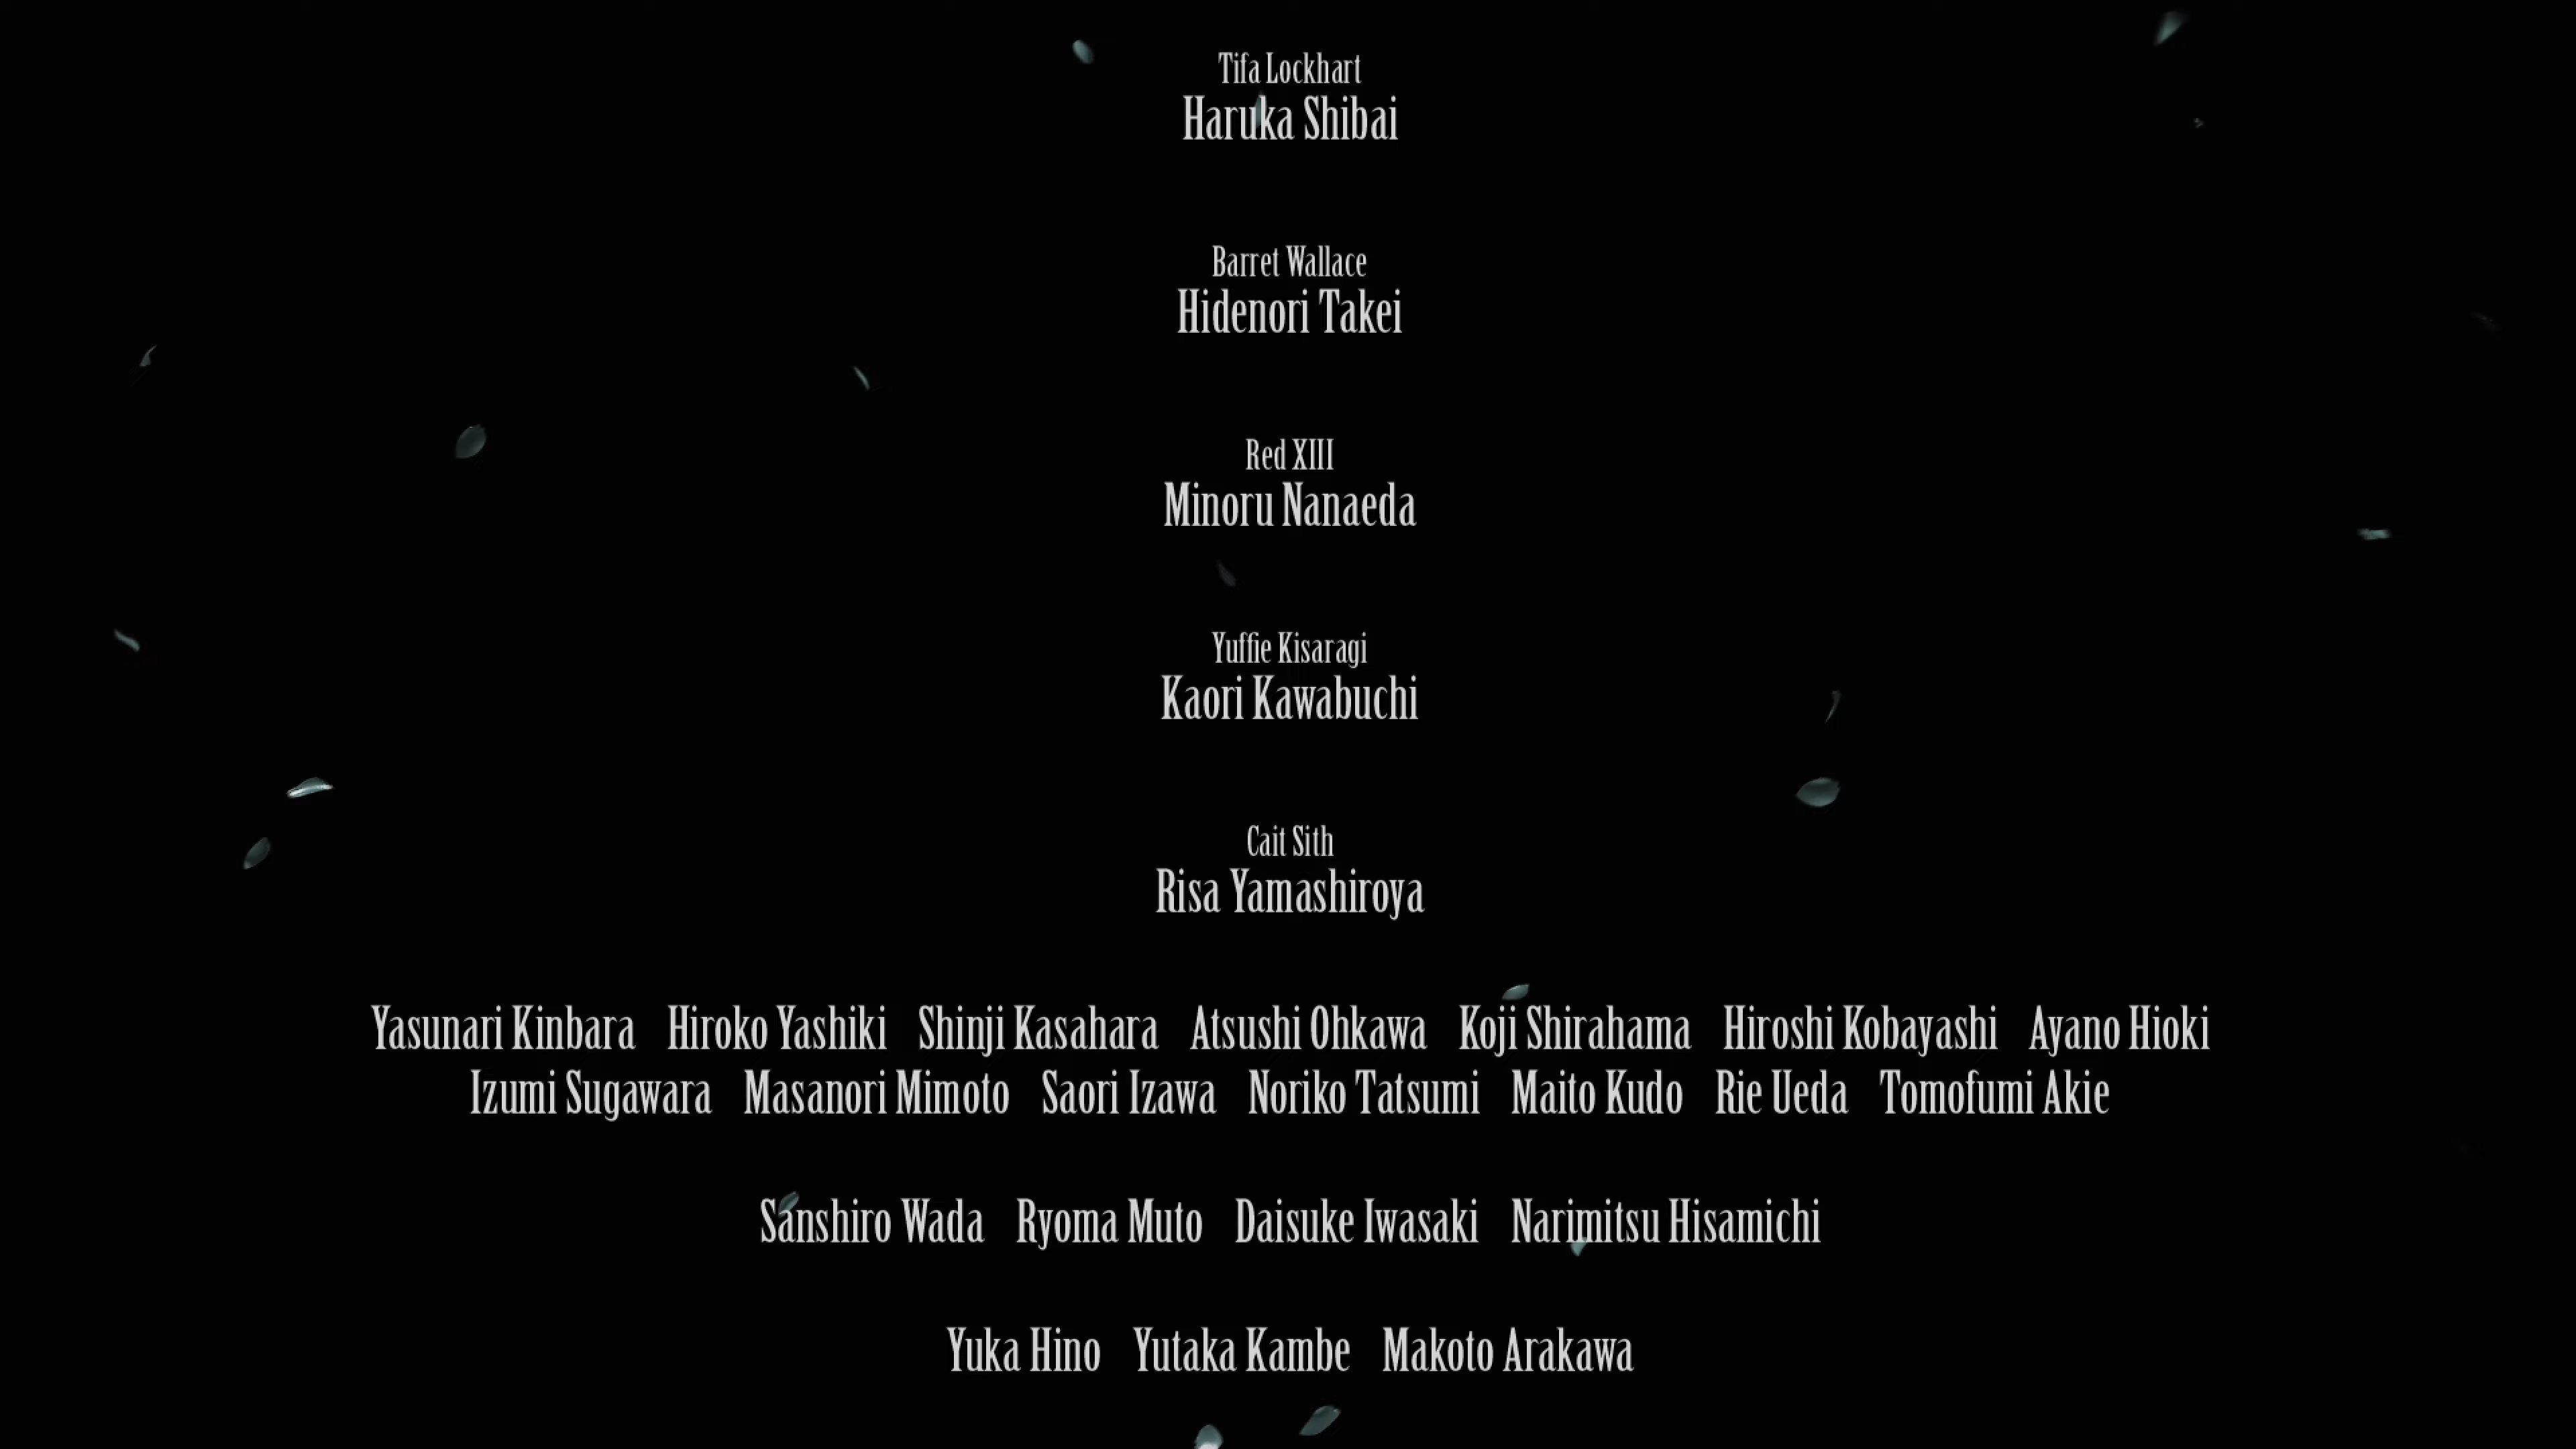 Tifa Lockhart
Haruka Shibai
Barret Wallace
Hidenori Takei
Red XIII
Minoru Nanaeda
Yuffie Kisaragi
Kaori Kawabuchi
Cait Sith
Risa Yamashiroya
Yasunari Kinbara Hiroko Yashiki Shinji Kasahara Atsushi Ohkawa Koji Shirahama Hiroshi Kobayashi Ayano Hioki
Izumi Sugawara Masanori Mimoto Saori Izawa Noriko Tatsumi Maito Kudo Rie Ueda Tomofumi Akie
Sanshiro Wada Ryoma Muto Daisuke Iwasaki Narimitsu Hisamichi
Yuka Hino Yutaka Kambe Makoto Arakawa